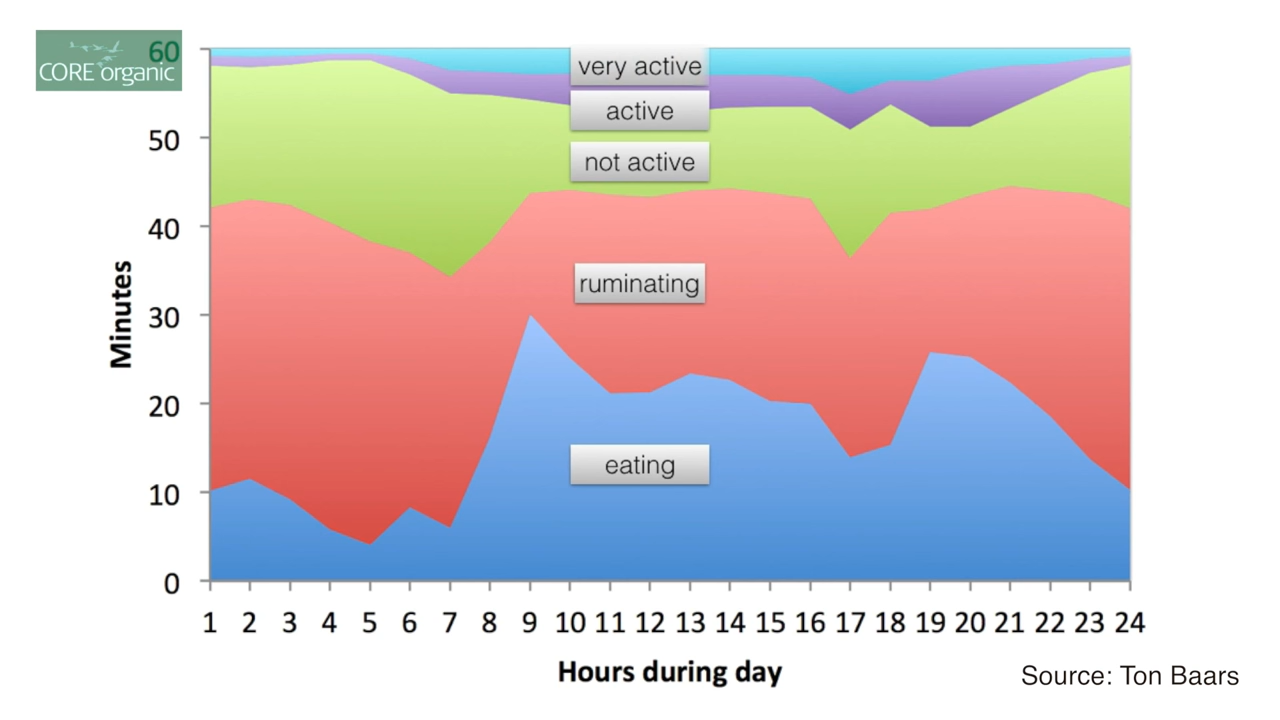 CORE organic
60
very active
active
50
not active
40
Minutes
30
ruminating
20
eating
10
0
1 2 3 4 5 6 7 8 9 10 11 12 13 14 15 16 17 18 19 20 21 22 23 24
Hours during day
Source: Ton Baars